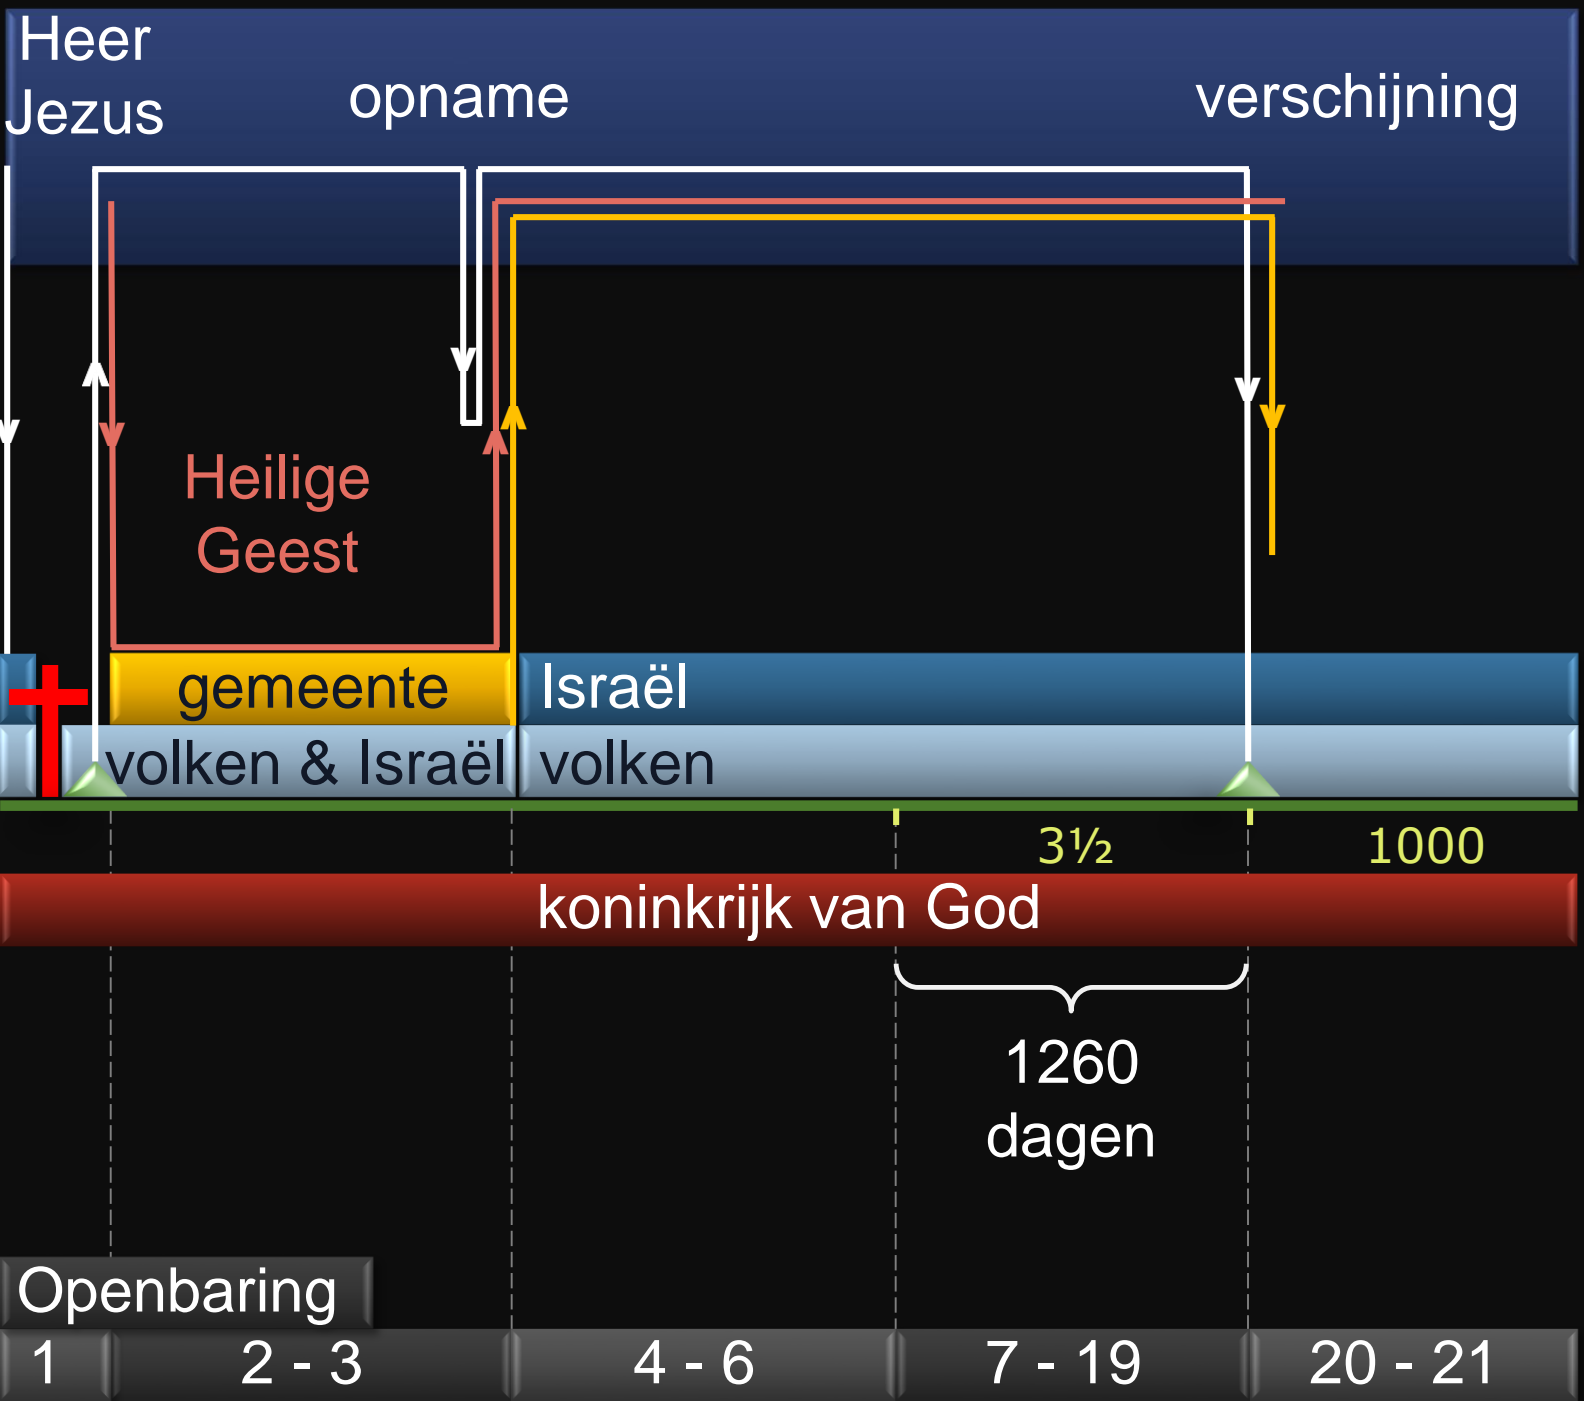 Heer
Jezus
opname
verschijning
Heilige
Geest
gemeente
Israël
volken & Israël
volken
3½
1000
koninkrijk van God
1260
dagen
Openbaring
1
2 - 3
4 - 6
7 - 19
20 - 21